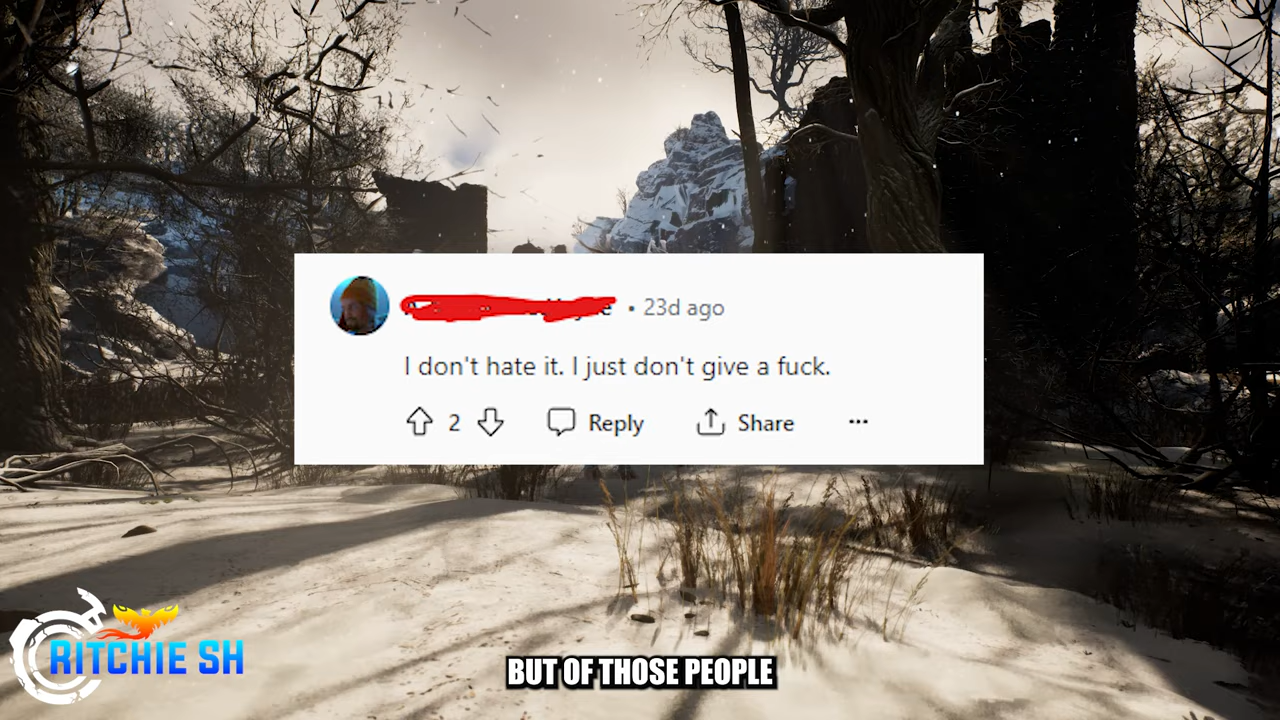 • 23d ago
I don't hate it. I just don't give a fuck.
2 Reply Share ...
RITCHIE SH
BUT OF THOSE PEOPLE